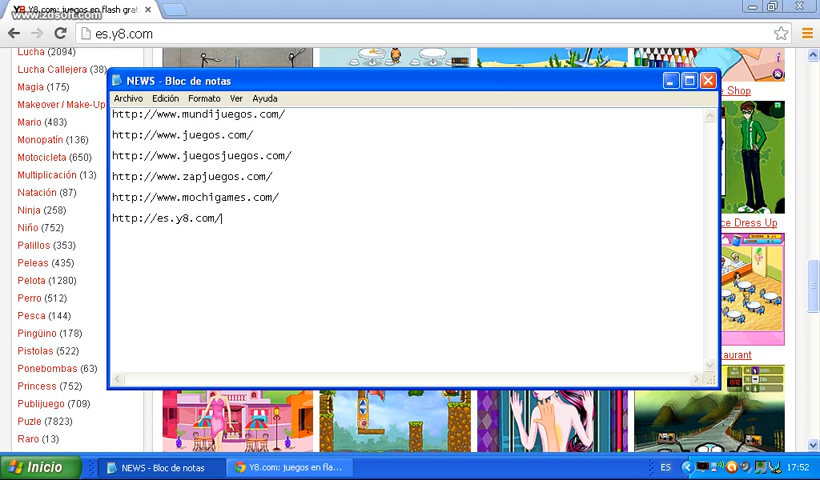 Y8.com: juegos en flash grat
www.zdsoft.com
es.y8.com
Lucha (2094)
Lucha Callejera (38)
Magia (175)
Makeover / Make-Up
Mario (483)
Monopatín (136)
Motocicleta (650)
Multiplicación (13)
Natación (87)
Ninja (258)
Niño (752)
Palillos (353)
Peleas (435)
Pelota (1280)
Perro (512)
Pesca (144)
Pingüino (178)
Pistolas (522)
Ponebombas (63)
Princess (752)
Publijuego (709)
Puzle (7823)
Raro (13)
NEWS - Bloc de notas
Archivo Edición Formato Ver Ayuda
http://www.mundijuegos.com/
http://www.juegos.com/
http://www.juegosjuegos.com/
http://www.zapjuegos.com/
http://www.mochigames.com/
http://es.y8.com/
Shop
ce Dress Up
staurant
Inicio
NEWS - Bloc de notas
Y8.com: juegos en fla...
ES
17:52